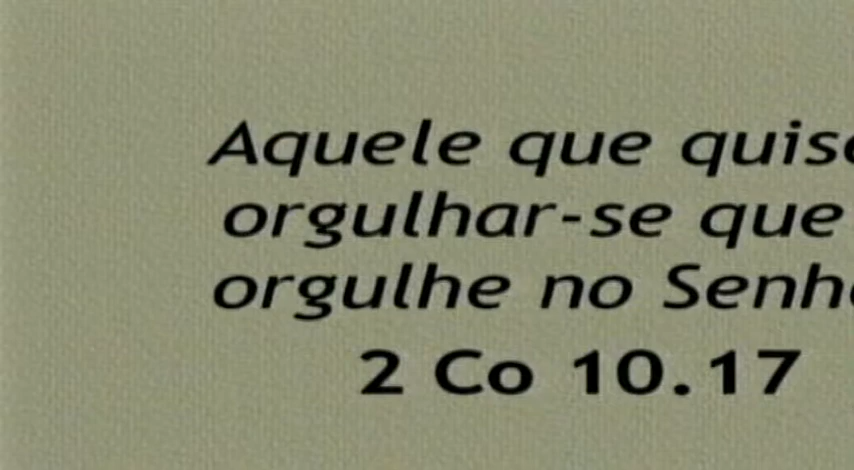 Aquele que quis
orgulhar-se que
orgulhe no Senh
2 Co 10.17